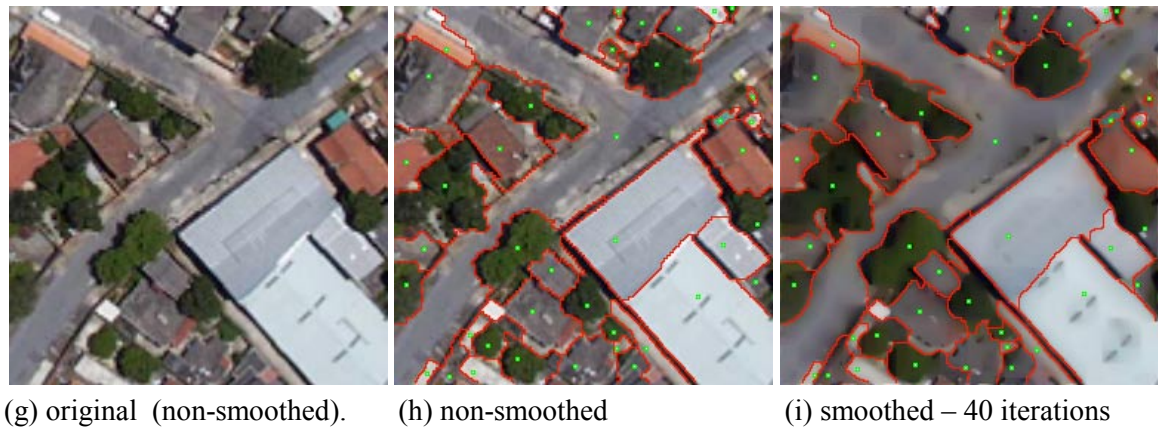 (g) original (non-smoothed).
(h) non-smoothed
(i) smoothed – 40 iterations